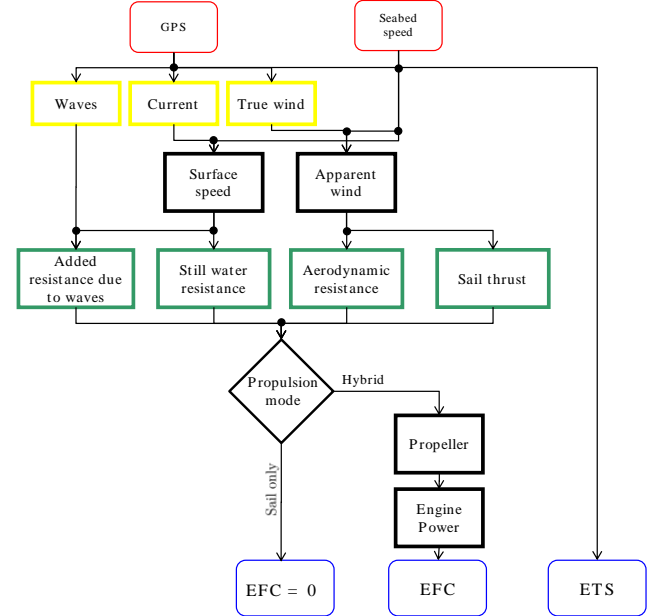 GPS
Seabed
speed
Waves
Current
True wind
Surface
speed
Apparent
wind
Added
resistance due
to waves
Still water
resistance
Aerodynamic
resistance
Sail thrust
Propulsion
mode
Hybrid
Propeller
Sail only
Engine
Power
EFC = 0
EFC
ETS